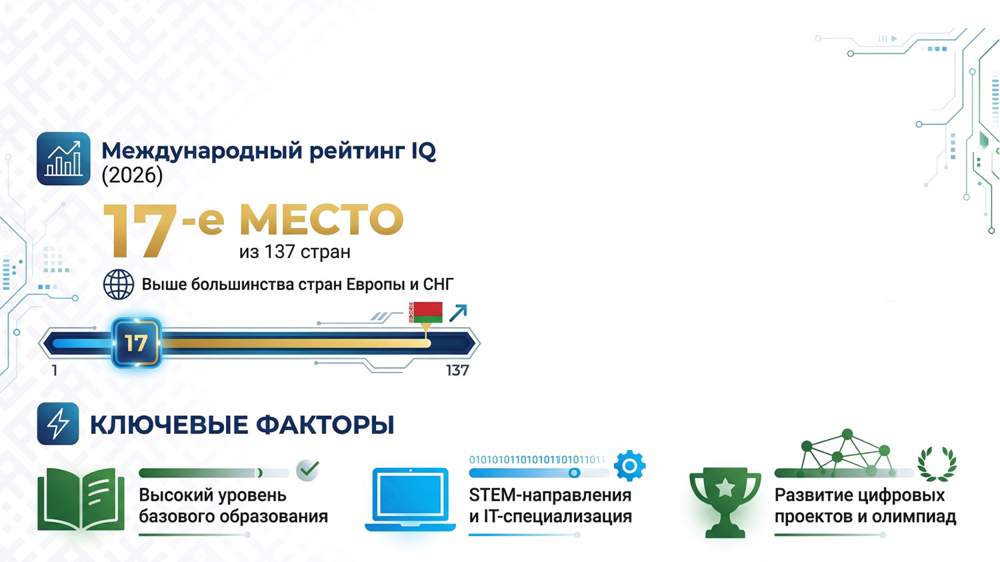 Международный рейтинг IQ
(2026)
17-е МЕСТО
из 137 стран
Выше большинства стран Европы и СНГ
17
1
137
КЛЮЧЕВЫЕ ФАКТОРЫ
Высокий уровень
базового образования
0101010110101011101011011
STEM-направления
и IT-специализация
Развитие цифровых
проектов и олимпиад